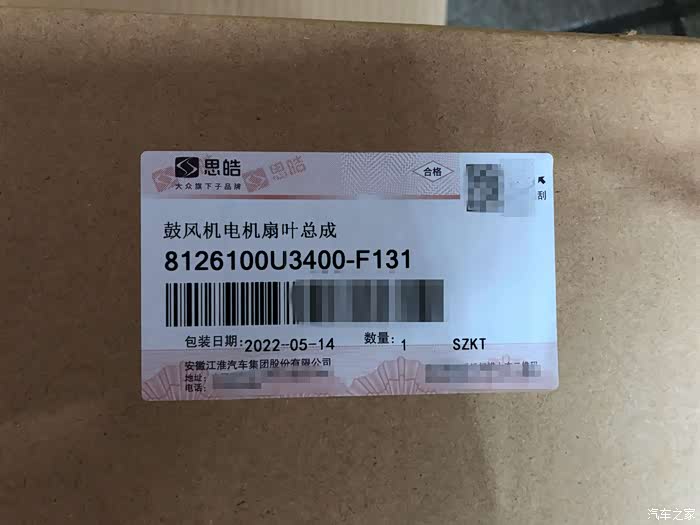 思皓 思皓
大众旗下子品牌
合格
刮
鼓风机电机扇叶总成
8126100U3400-F131
包装日期:2022-05-14 数量:1 SZKT
安徽江淮汽车集团股份有限公司
地址:
电话:
汽车之家